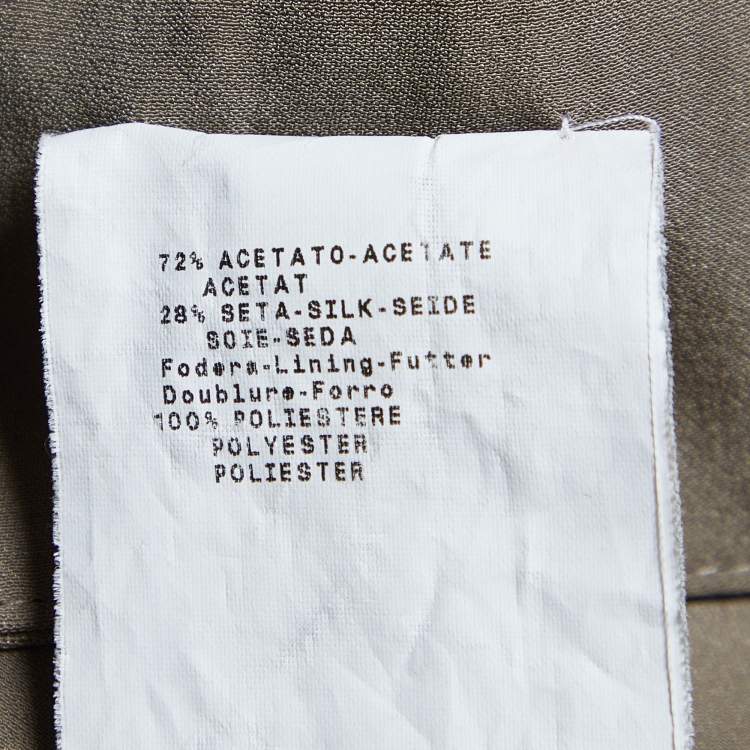 72% ACETATO-ACETATE
ACETAT
28% SETA-SILK-SEIDE
SOIE-SEDA
Fodera-Lining-Futter
Doublure-Forro
100% POLIESTERE
POLYESTER
POLIESTER